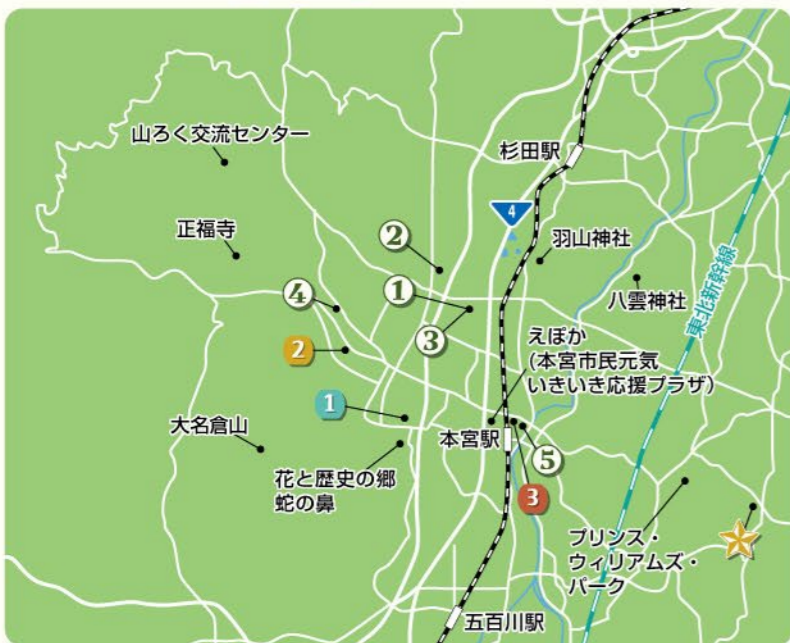 山ろく交流センター
杉田駅
4
正福寺
②
羽山神社
④
①
八雲神社
東北新幹線
③
えぽか
(本宮市民元気
いきいき応援プラザ)
2
1
大名倉山
本宮駅
⑤
花と歴史の郷
蛇の鼻
3
プリンス・
ウィリアムズ・
パーク
五百川駅